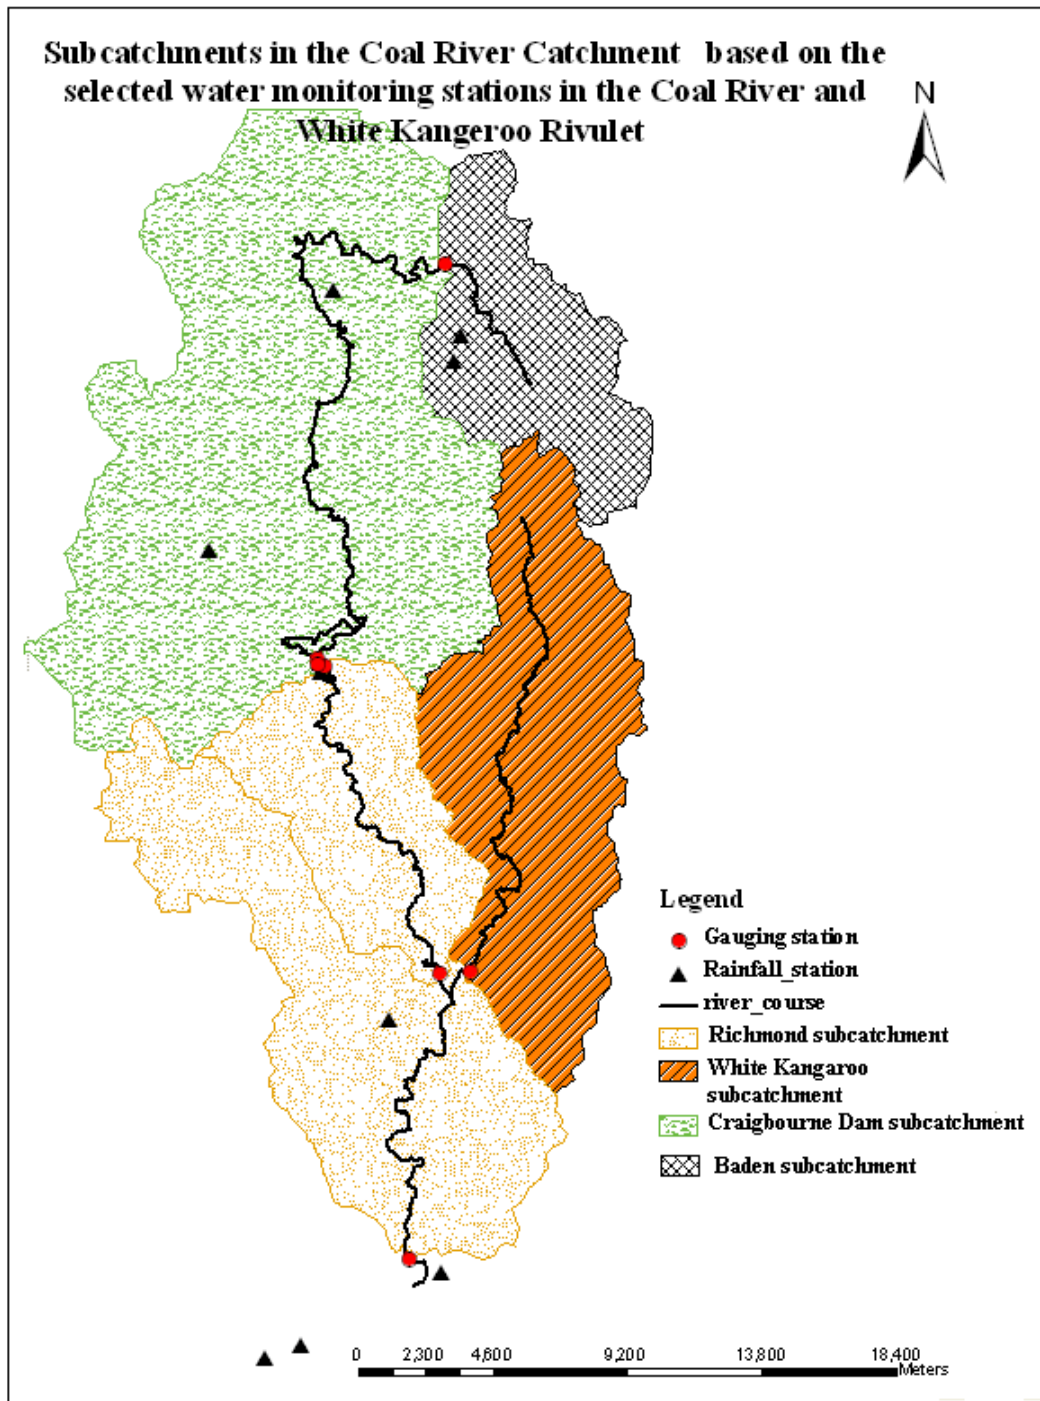 Subcatchments in the Coal River Catchment based on the
selected water monitoring stations in the Coal River and
White Kangeroo Rivulet
N
Legend
Gauging station
Rainfall_station
river_course
Richmond subcatchment
White Kangaroo
subcatchment
Craigbourne Dam subcatchment
Baden subcatchment
0 2,300 4,600 9,200 13,800 18,400
Meters